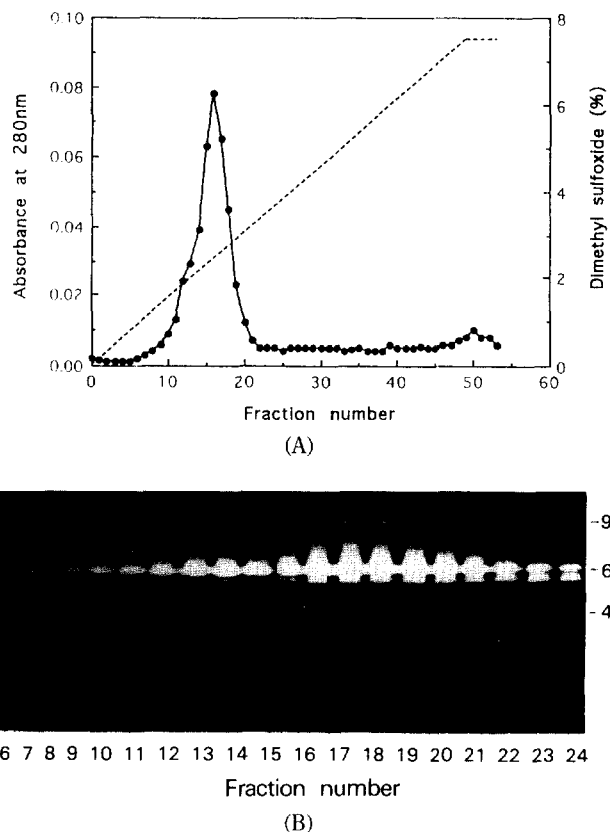 0.10
0.08
0.06
0.04
0.02
0.00
Absorbance at 280nm
8
6
4
2
0
Dimethyl sulfoxide (%)
0 10 20 30 40 50 60
Fraction number
(A)
-9
-6
-4
6 7 8 9 10 11 12 13 14 15 16 17 18 19 20 21 22 23 24
Fraction number
(B)